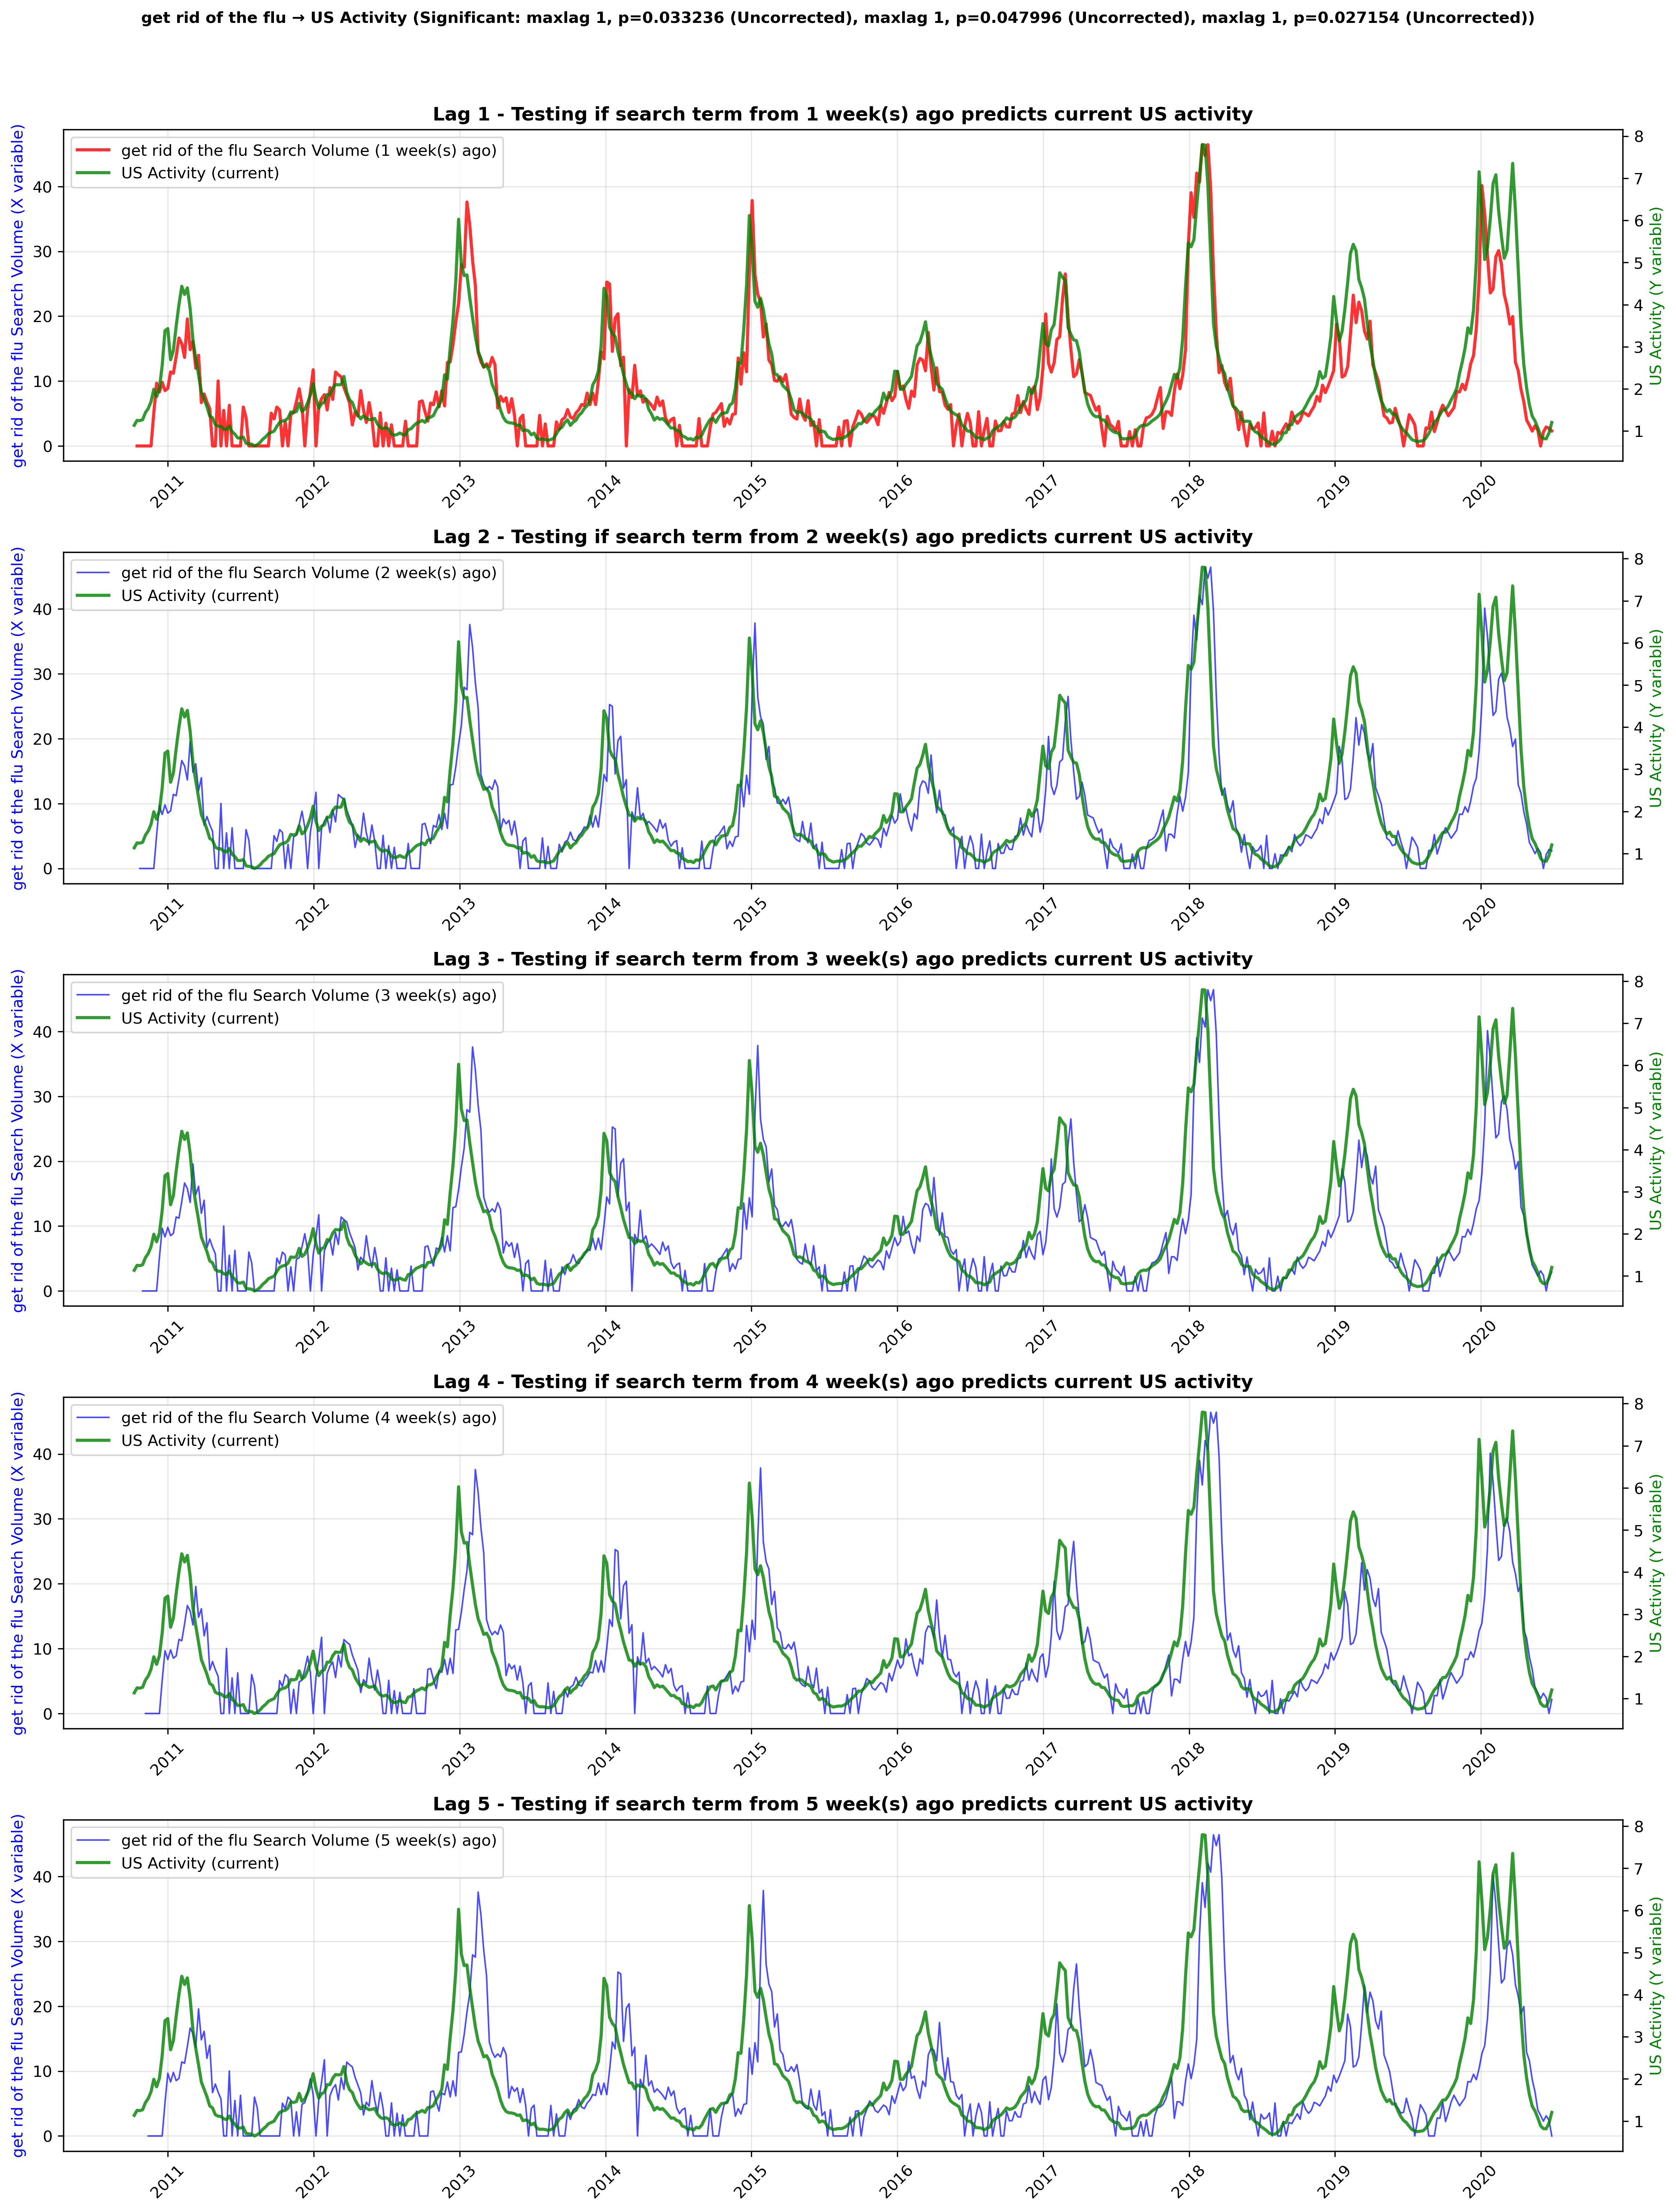 get rid of the flu → US Activity (Significant: maxlag 1, p=0.033236 (Uncorrected), maxlag 1, p=0.047996 (Uncorrected), maxlag 1, p=0.027154 (Uncorrected))
Lag 1 - Testing if search term from 1 week(s) ago predicts current US activity
get rid of the flu Search Volume (1 week(s) ago)
US Activity (current)
get rid of the flu Search Volume (X variable)
40
30
20
10
0
US Activity (Y variable)
8
7
6
5
4
3
2
1
2011 2012 2013 2014 2015 2016 2017 2018 2019 2020
Lag 2 - Testing if search term from 2 week(s) ago predicts current US activity
get rid of the flu Search Volume (2 week(s) ago)
US Activity (current)
get rid of the flu Search Volume (X variable)
40
30
20
10
0
US Activity (Y variable)
8
7
6
5
4
3
2
1
2011 2012 2013 2014 2015 2016 2017 2018 2019 2020
Lag 3 - Testing if search term from 3 week(s) ago predicts current US activity
get rid of the flu Search Volume (3 week(s) ago)
US Activity (current)
get rid of the flu Search Volume (X variable)
40
30
20
10
0
US Activity (Y variable)
8
7
6
5
4
3
2
1
2011 2012 2013 2014 2015 2016 2017 2018 2019 2020
Lag 4 - Testing if search term from 4 week(s) ago predicts current US activity
get rid of the flu Search Volume (4 week(s) ago)
US Activity (current)
get rid of the flu Search Volume (X variable)
40
30
20
10
0
US Activity (Y variable)
8
7
6
5
4
3
2
1
2011 2012 2013 2014 2015 2016 2017 2018 2019 2020
Lag 5 - Testing if search term from 5 week(s) ago predicts current US activity
get rid of the flu Search Volume (5 week(s) ago)
US Activity (current)
get rid of the flu Search Volume (X variable)
40
30
20
10
0
US Activity (Y variable)
8
7
6
5
4
3
2
1
2011 2012 2013 2014 2015 2016 2017 2018 2019 2020